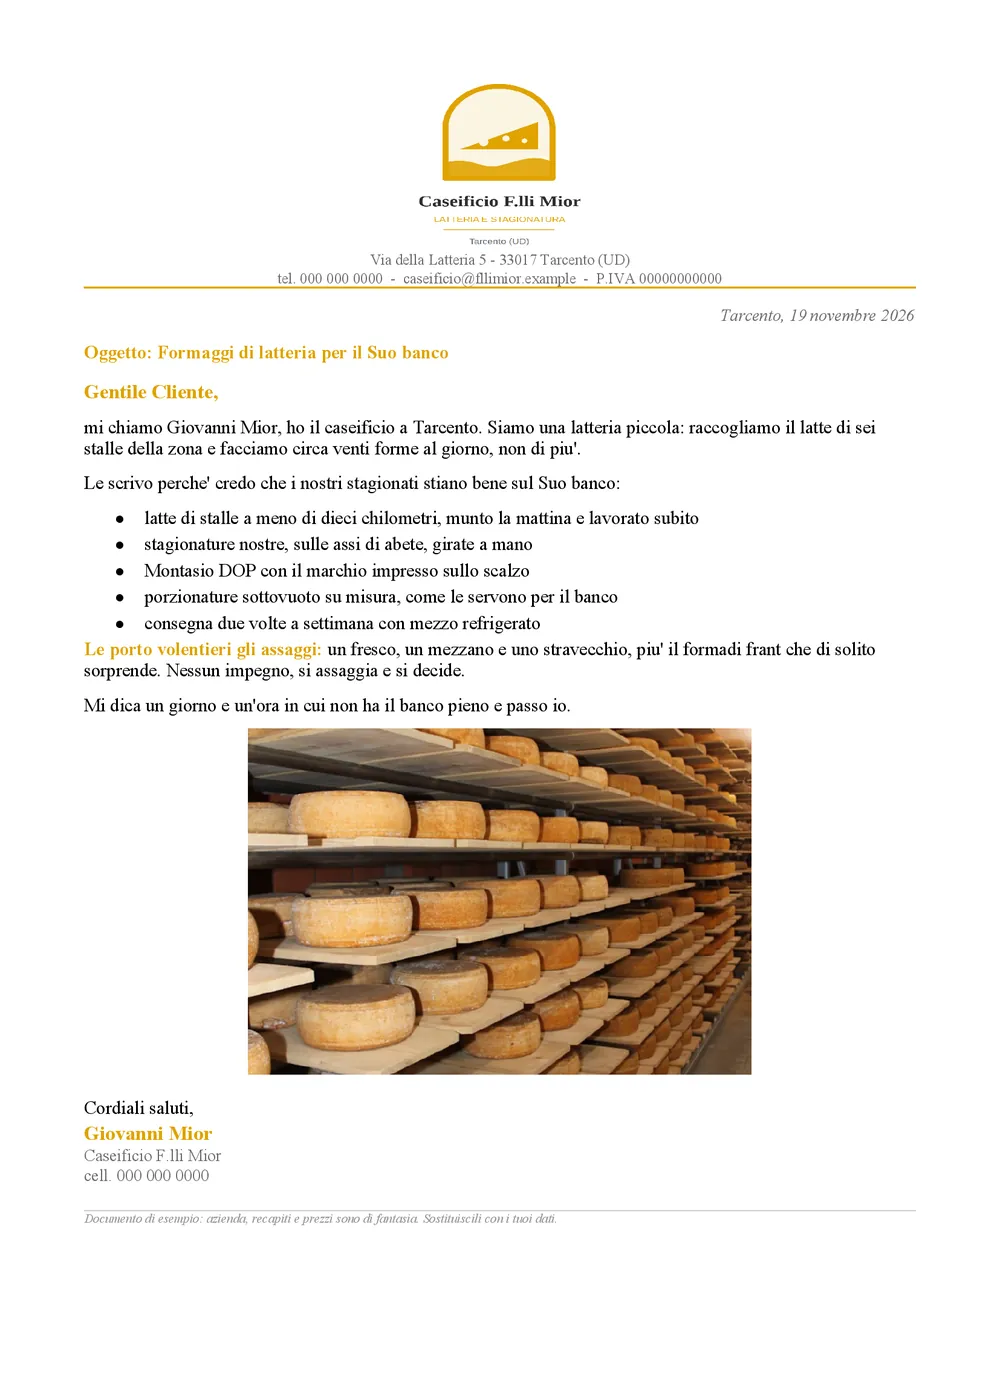 Caseificio F.lli Mior
LATTERIA E STAGIONATURA
Tarcento (UD)
Via della Latteria 5 - 33017 Tarcento (UD)
tel. 000 000 0000 - caseificio@fllimior.example - P.IVA 00000000000
Tarcento, 19 novembre 2026
Oggetto: Formaggi di latteria per il Suo banco
Gentile Cliente,
mi chiamo Giovanni Mior, ho il caseificio a Tarcento. Siamo una latteria piccola: raccogliamo il latte di sei
stalle della zona e facciamo circa venti forme al giorno, non di piu'.
Le scrivo perche' credo che i nostri stagionati stiano bene sul Suo banco:
● latte di stalle a meno di dieci chilometri, munto la mattina e lavorato subito
● stagionature nostre, sulle assi di abete, girate a mano
● Montasio DOP con il marchio impresso sullo scalzo
● porzionature sottovuoto su misura, come le servono per il banco
● consegna due volte a settimana con mezzo refrigerato
Le porto volentieri gli assaggi: un fresco, un mezzano e uno stravecchio, piu' il formadi frant che di solito
sorprende. Nessun impegno, si assaggia e si decide.
Mi dica un giorno e un'ora in cui non ha il banco pieno e passo io.
Cordiali saluti,
Giovanni Mior
Caseificio F.lli Mior
cell. 000 000 0000
Documento di esempio: azienda, recapiti e prezzi sono di fantasia. Sostituiscili con i tuoi dati.